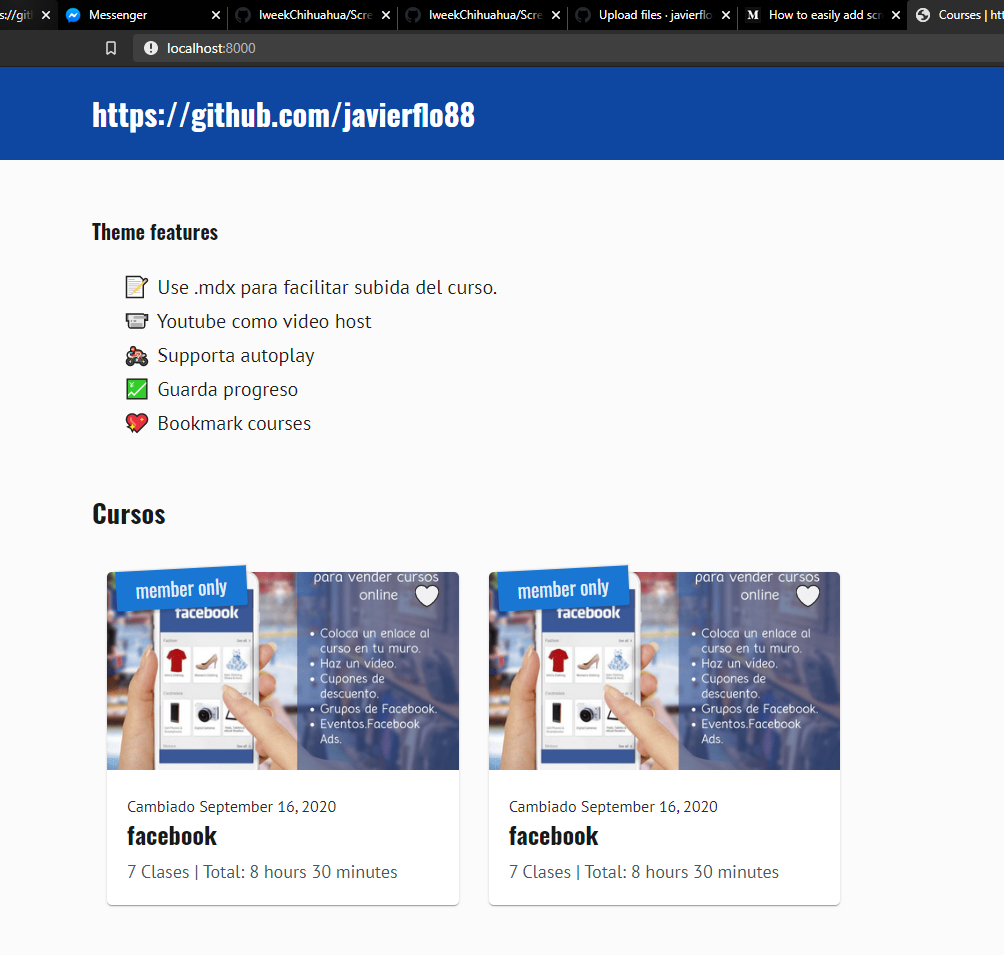 s://gitl
Messenger
IweekChihuahua/Scre
IweekChihuahua/Scre
Upload files · javierflo
How to easily add scr
Courses | htt
localhost:8000
https://github.com/javierflo88
Theme features
Use .mdx para facilitar subida del curso.
Youtube como video host
Supporta autoplay
Guarda progreso
Bookmark courses
Cursos
member only
facebook
para vender cursos
online
• Coloca un enlace al
curso en tu muro.
• Haz un vídeo.
• Cupones de
descuento.
• Grupos de Facebook.
• Eventos.Facebook
Ads.
Cambiado September 16, 2020
facebook
7 Clases | Total: 8 hours 30 minutes
member only
facebook
para vender cursos
online
• Coloca un enlace al
curso en tu muro.
• Haz un vídeo.
• Cupones de
descuento.
• Grupos de Facebook.
• Eventos.Facebook
Ads.
Cambiado September 16, 2020
facebook
7 Clases | Total: 8 hours 30 minutes